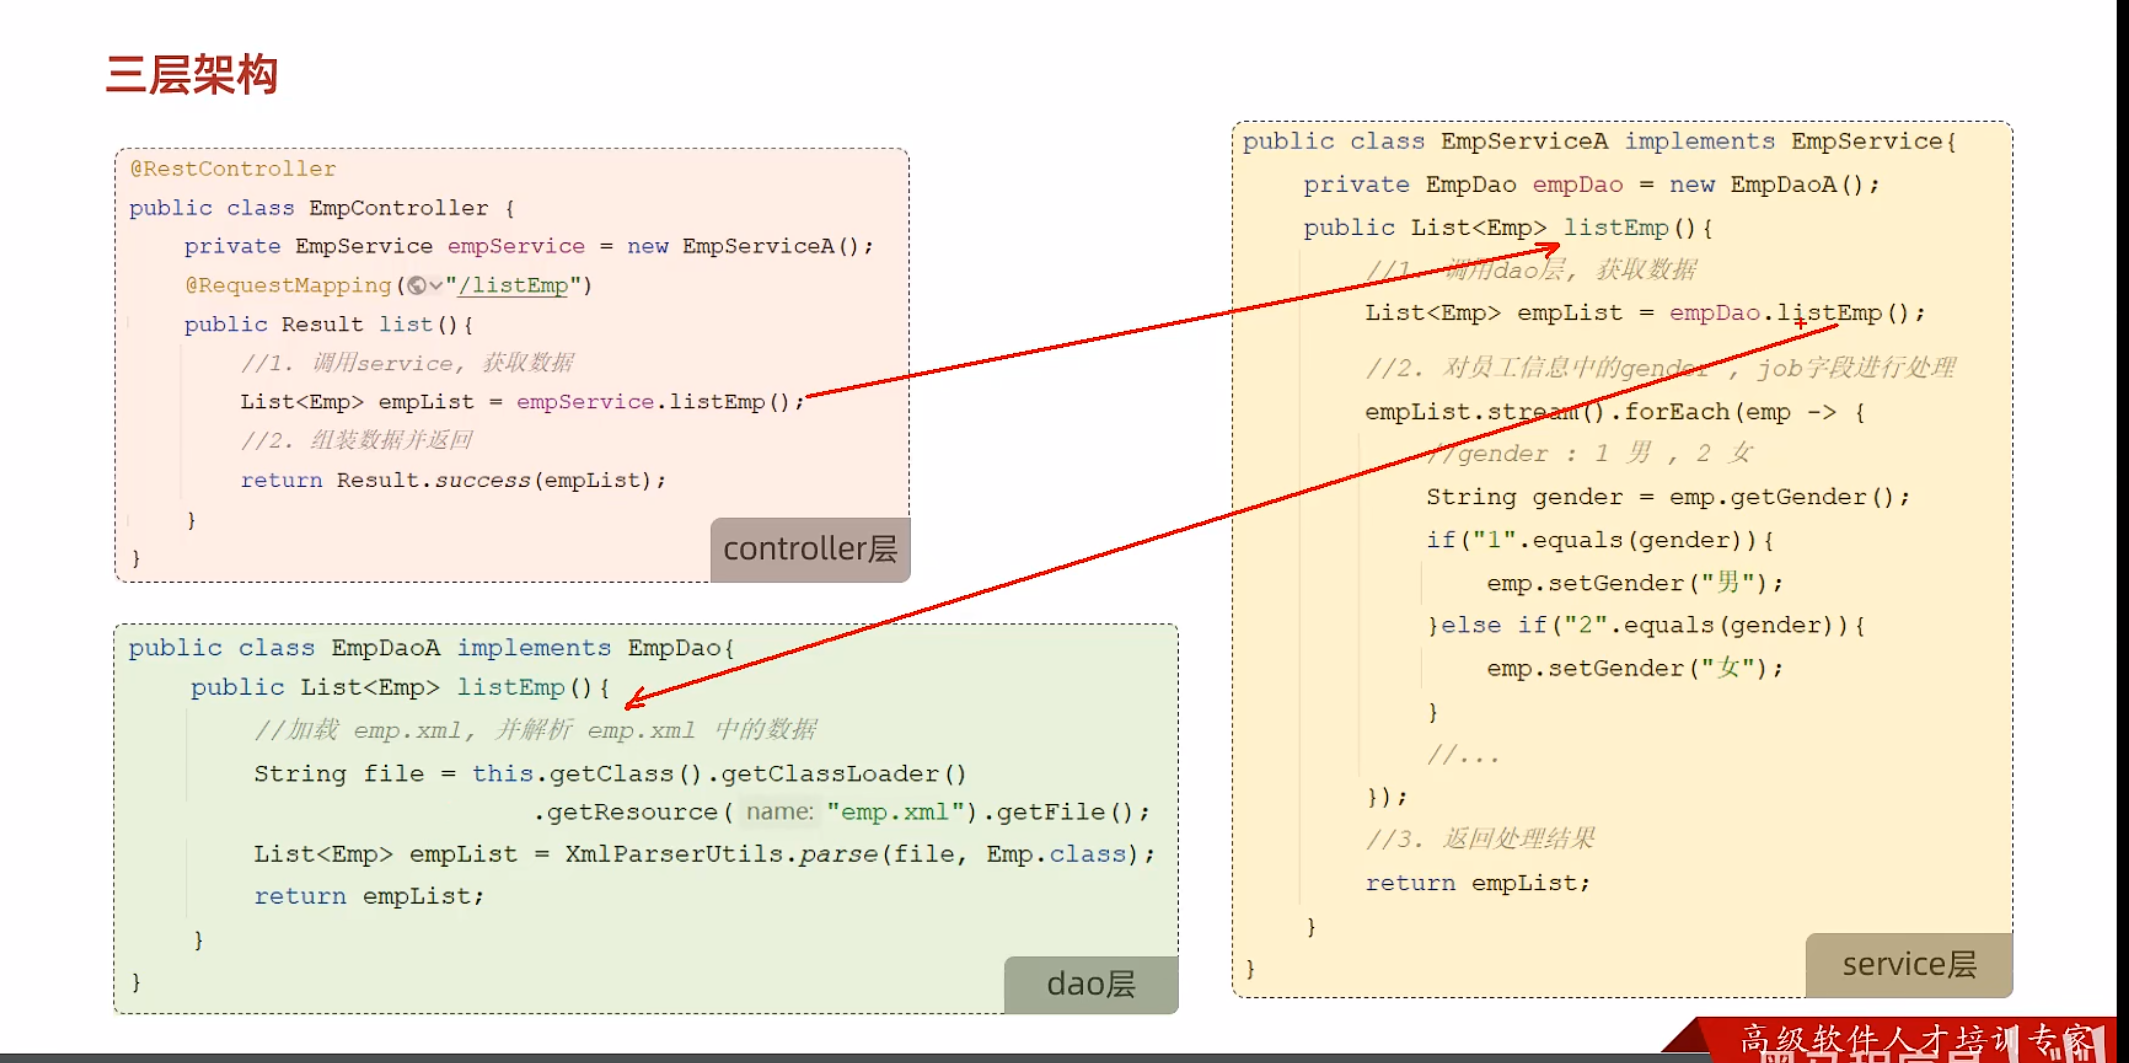 三层架构
@RestController
public class EmpController {
private EmpService empService = new EmpServiceA();
@RequestMapping("/listEmp")
public Result list(){
//1. 调用service, 获取数据
List<Emp> empList = empService.listEmp();
//2. 组装数据并返回
return Result.success(empList);
}
}
controller层
public class EmpDaoA implements EmpDao{
public List<Emp> listEmp(){
//加载 emp.xml, 并解析 emp.xml 中的数据
String file = this.getClass().getClassLoader()
.getResource( name: "emp.xml").getFile();
List<Emp> empList = XmlParserUtils.parse(file, Emp.class);
return empList;
}
}
dao层
public class EmpServiceA implements EmpService{
private EmpDao empDao = new EmpDaoA();
public List<Emp> listEmp(){
//1. 调用dao层, 获取数据
List<Emp> empList = empDao.listEmp();
//2. 对员工信息中的gender , job字段进行处理
empList.stream().forEach(emp -> {
//gender : 1 男 , 2 女
String gender = emp.getGender();
if("1".equals(gender)){
emp.setGender("男");
}else if("2".equals(gender)){
emp.setGender("女");
}
//...
});
//3. 返回处理结果
return empList;
}
}
service层
高级软件人才培训专家